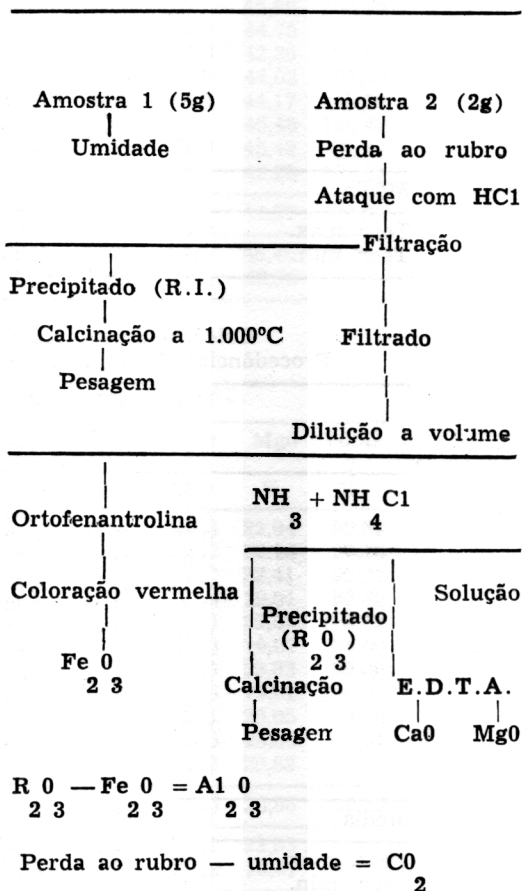 Amostra 1 (5g) Amostra 2 (2g)
Umidade Perda ao rubro
Ataque com HCl
Filtração
Precipitado (R.I.)
Calcinação a 1.000ºC Filtrado
Pesagem
Diluição a volume
NH₃ + NH₄Cl
Ortofenantrolina
Coloração vermelha Solução
Precipitado
(R₂O₃)
Fe₂O₃
Calcinação E.D.T.A.
Pesagem CaO MgO
R₂O₃ — Fe₂O₃ = Al₂O₃
Perda ao rubro — umidade = CO₂